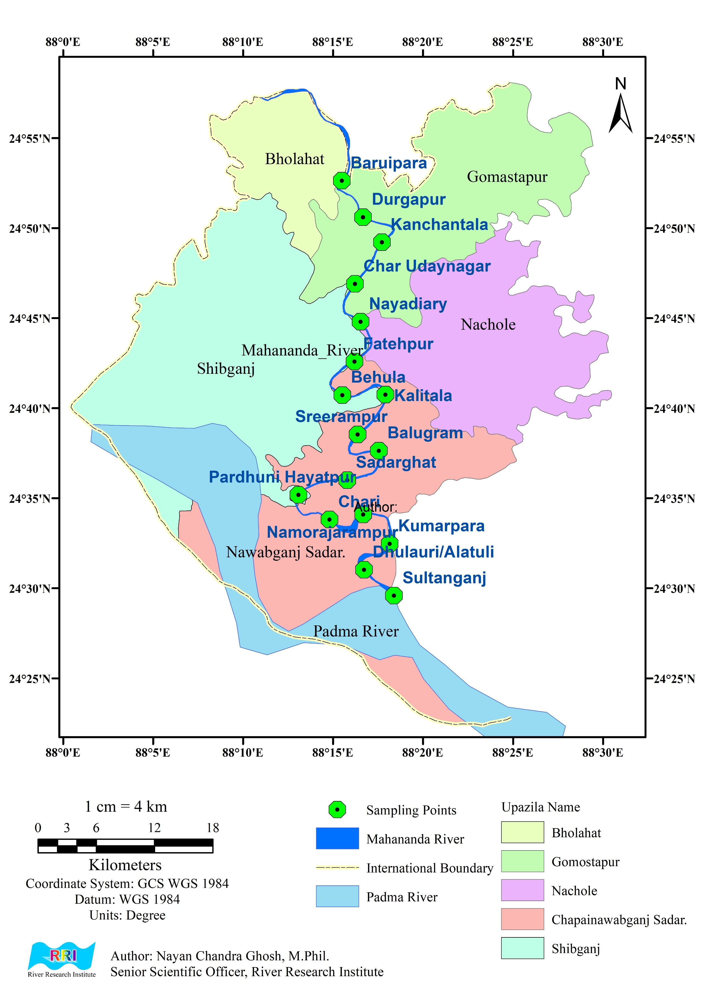 88°0'E 88°5'E 88°10'E 88°15'E 88°20'E 88°25'E 88°30'E
N
24°55'N 24°55'N
Bholahat
Baruipara
Gomastapur
Durgapur
24°50'N 24°50'N
Kanchantala
Char Udaynagar
Nayadiary
24°45'N 24°45'N
Nachole
Fatehpur
Mahananda_River
Shibganj
Behula
Kalitala
24°40'N 24°40'N
Sreerampur
Balugram
Sadarghat
Pardhuni Hayatpur
24°35'N 24°35'N
Chari
Author:
Kumarpara
Namorajarampur
Nawabganj Sadar.
Dhulauri/Alatuli
Sultanganj
24°30'N 24°30'N
Padma River
24°25'N 24°25'N
88°0'E 88°5'E 88°10'E 88°15'E 88°20'E 88°25'E 88°30'E
1 cm = 4 km
0 3 6 12 18
Kilometers
Coordinate System: GCS WGS 1984
Datum: WGS 1984
Units: Degree
Sampling Points
Mahananda River
International Boundary
Padma River
Upazila Name
Bholahat
Gomostapur
Nachole
Chapainawabganj Sadar.
Shibganj
RRI
River Research Institute
Author: Nayan Chandra Ghosh, M.Phil.
Senior Scientific Officer, River Research Institute